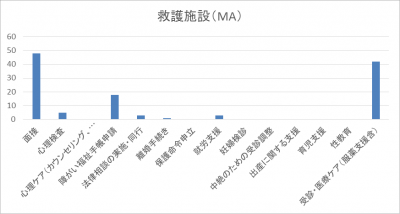 救護施設(MA)
60
50
40
30
20
10
0
面接
心理検査
心理ケア(カウンセリング、…
障がい福祉手帳申請
法律相談の実施・同行
離婚手続き
保護命令申立
就労支援
妊婦検診
中絶のための受診調整
出産に関する支援
育児支援
性教育
受診・医療ケア(服薬支援含)